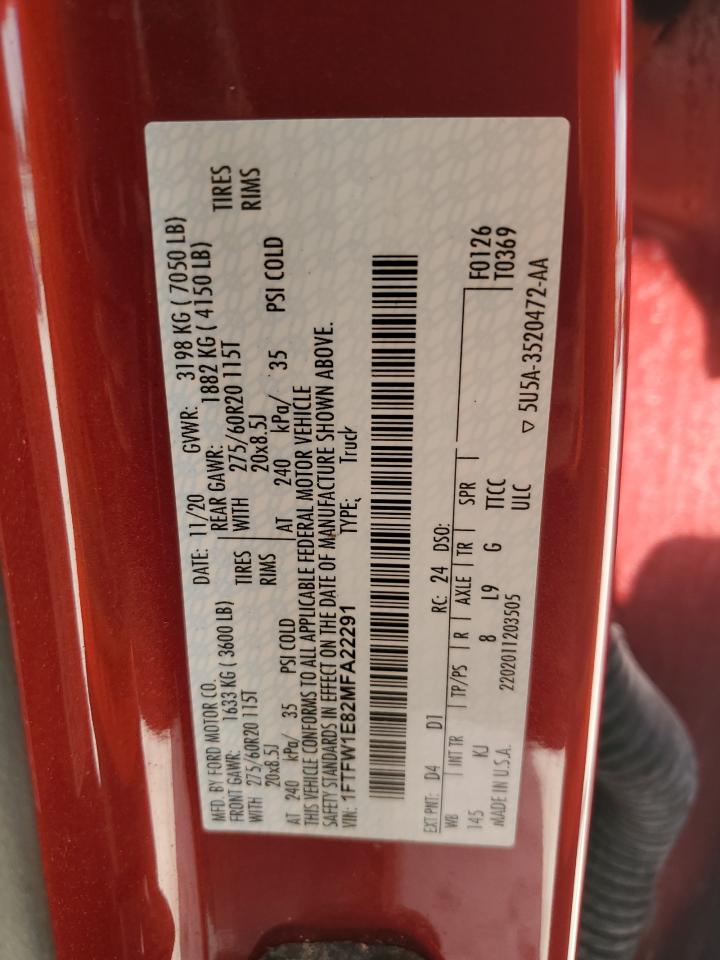 MFD. BY FORD MOTOR CO.
DATE: 11/20 GVWR: 3198 KG ( 7050 LB)
FRONT GAWR: 1633 KG ( 3600 LB)
REAR GAWR: 1882 KG ( 4150 LB)
WITH 275/60R20 115T TIRES
WITH 275/60R20 115T TIRES
20x8.5J RIMS
20x8.5J RIMS
AT 240 kPa/ 35 PSI COLD
AT 240 kPa/ 35 PSI COLD
THIS VEHICLE CONFORMS TO ALL APPLICABLE FEDERAL MOTOR VEHICLE
SAFETY STANDARDS IN EFFECT ON THE DATE OF MANUFACTURE SHOWN ABOVE.
VIN: 1FTFW1E82MFA22291 TYPE: Truck
EXT PNT: D4 D1 RC: 24 DSO: F0126
WB INT TR TP/PS R AXLE TR SPR T0369
145 KJ 8 L9 G TTCC
MADE IN U.S.A. 2202011203505 ULC
▽ 5U5A-3520472-AA